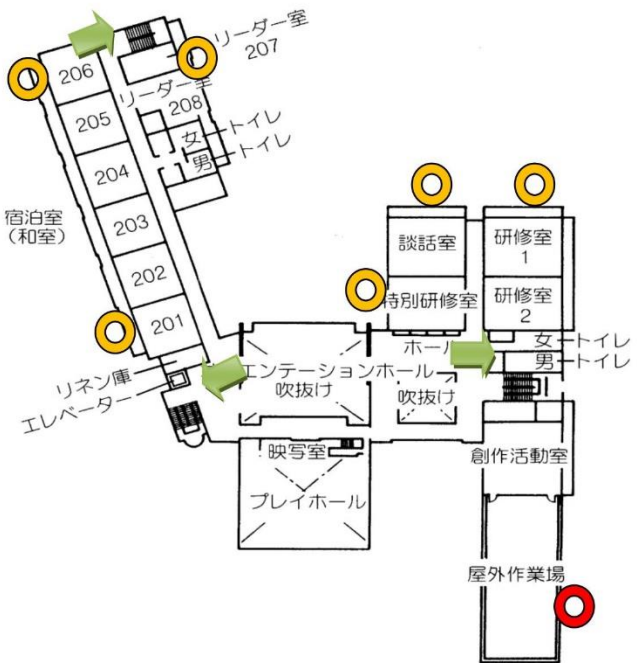 リーダー室
207
206
リーダー室
208
205
女トイレ
男トイレ
204
宿泊室
(和室)
203
202
201
談話室
研修室
1
特別研修室
研修室
2
ホール
女トイレ
男トイレ
リネン庫
エレベーター
エンテーションホール
吹抜け
吹抜け
映写室
創作活動室
プレイホール
屋外作業場